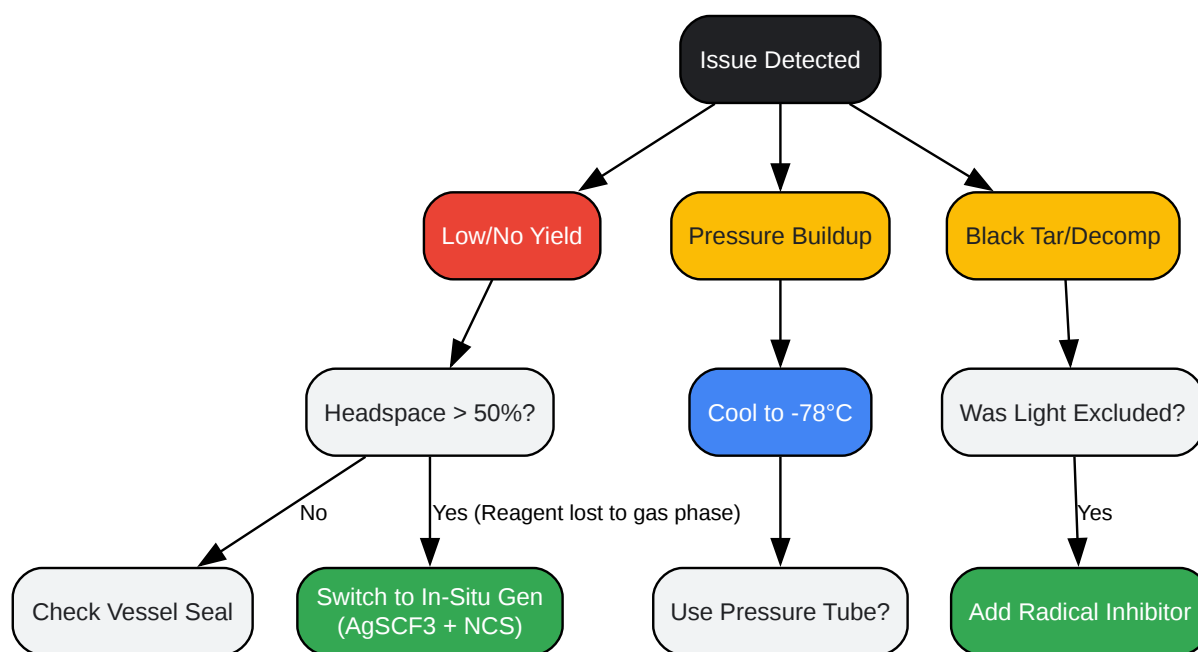 Issue Detected
Low/No Yield
Pressure Buildup
Black Tar/Decomp
Headspace > 50%?
Cool to -78°C
Was Light Excluded?
No
Yes (Reagent lost to gas phase)
Yes
Check Vessel Seal
Switch to In-Situ Gen
(AgSCF3 + NCS)
Use Pressure Tube?
Add Radical Inhibitor